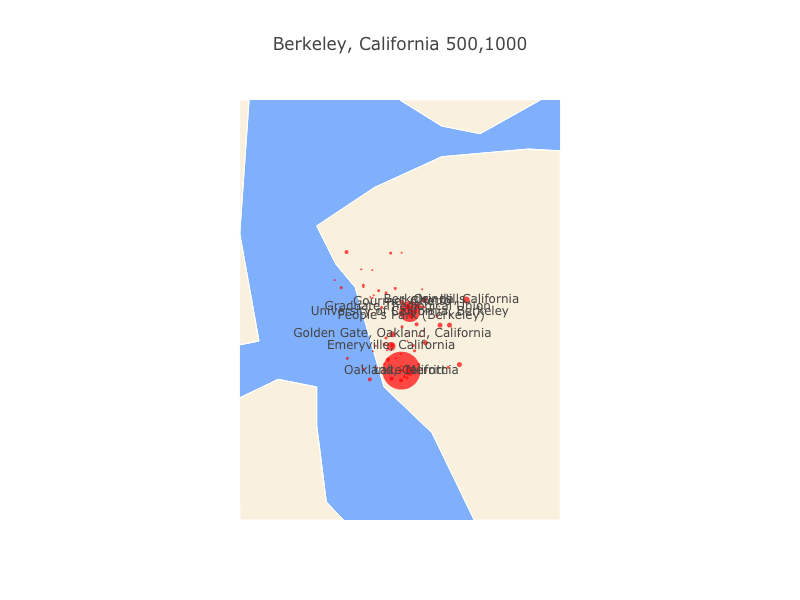 Berkeley, California 500,1000
Berkeley Hills
Orinda, California
Gourmet Ghetto
Graduate Theological Union
University of California, Berkeley
People's Park (Berkeley)
Golden Gate, Oakland, California
Emeryville, California
Oakland, California
Lake Merritt